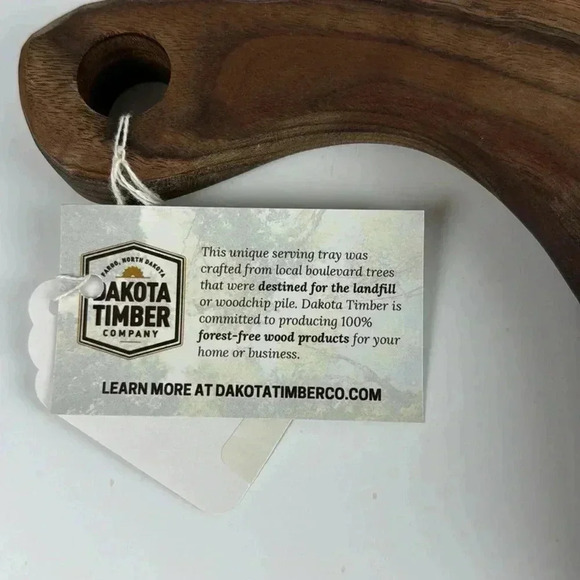 FARGO, NORTH DAKOTA
DAKOTA
TIMBER
COMPANY
This unique serving tray was
crafted from local boulevard trees
that were destined for the landfill
or woodchip pile. Dakota Timber is
committed to producing 100%
forest-free wood products for your
home or business.
LEARN MORE AT DAKOTATIMBERCO.COM